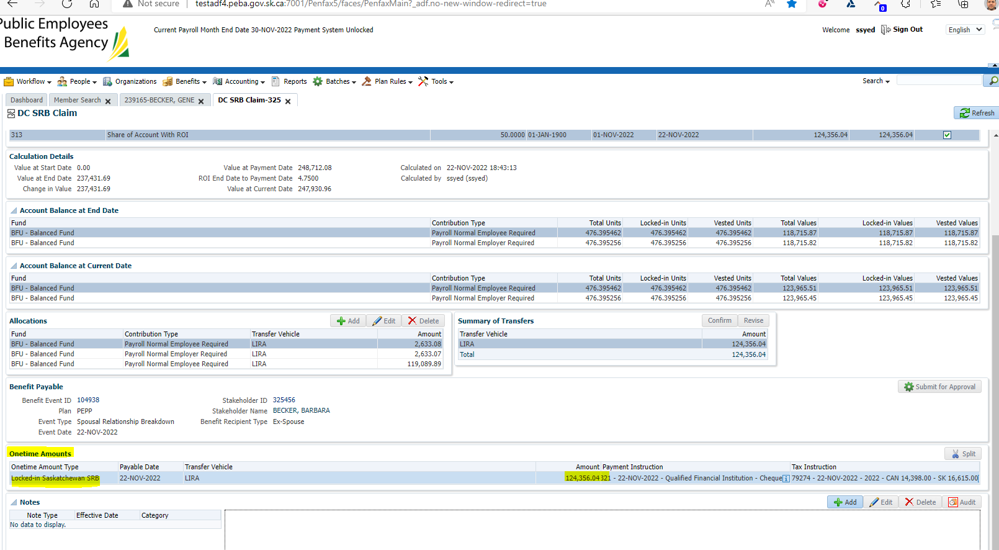 Not secure testadf4.peba.gov.sk.ca:7001/Penfax5/faces/PenfaxMain?_adf.no-new-window-redirect=true
0
Public Employees
Benefits Agency
Current Payroll Month End Date 30-NOV-2022 Payment System Unlocked
Welcome ssyed Sign Out English
Workflow People Organizations Benefits Accounting Reports Batches Plan Rules Tools Search
Dashboard Member Search 239165-BECKER, GENE DC SRB Claim-325
DC SRB Claim Refresh
313 Share of Account With ROI 50.0000 01-JAN-1900 01-NOV-2022 22-NOV-2022 124,356.04 124,356.04
Calculation Details
Value at Start Date 0.00 Value at Payment Date 248,712.08 Calculated on 22-NOV-2022 18:43:13
Value at End Date 237,431.69 ROI End Date to Payment Date 4.7500 Calculated by ssyed (ssyed)
Change in Value 237,431.69 Value at Current Date 247,930.96
Account Balance at End Date
Fund Contribution Type Total Units Locked-in Units Vested Units Total Values Locked-in Values Vested Values
BFU - Balanced Fund Payroll Normal Employee Required 476.395462 476.395462 476.395462 118,715.87 118,715.87 118,715.87
BFU - Balanced Fund Payroll Normal Employer Required 476.395256 476.395256 476.395256 118,715.82 118,715.82 118,715.82
Account Balance at Current Date
Fund Contribution Type Total Units Locked-in Units Vested Units Total Values Locked-in Values Vested Values
BFU - Balanced Fund Payroll Normal Employee Required 476.395462 476.395462 476.395462 123,965.51 123,965.51 123,965.51
BFU - Balanced Fund Payroll Normal Employer Required 476.395256 476.395256 476.395256 123,965.45 123,965.45 123,965.45
Allocations Add Edit Delete
Fund Contribution Type Transfer Vehicle Amount
BFU - Balanced Fund Payroll Normal Employee Required LIRA 2,633.08
BFU - Balanced Fund Payroll Normal Employer Required LIRA 2,633.07
BFU - Balanced Fund Payroll Normal Employee Required LIRA 119,089.89
Summary of Transfers Confirm Revise
Transfer Vehicle Amount
LIRA 124,356.04
Total 124,356.04
Benefit Payable Submit for Approval
Benefit Event ID 104938 Stakeholder ID 325456
Plan PEPP Stakeholder Name BECKER, BARBARA
Event Type Spousal Relationship Breakdown Benefit Recipient Type Ex-Spouse
Event Date 22-NOV-2022
Onetime Amounts Split
Onetime Amount Type Payable Date Transfer Vehicle Amount Payment Instruction Tax Instruction
Locked-in Saskatchewan SRB 22-NOV-2022 LIRA 124,356.04 321 - 22-NOV-2022 - Qualified Financial Institution - Cheque 79274 - 22-NOV-2022 - 2022 - CAN 14,398.00 - SK 16,615.00
Notes Add Edit Delete Audit
Note Type Effective Date Category
No data to display.